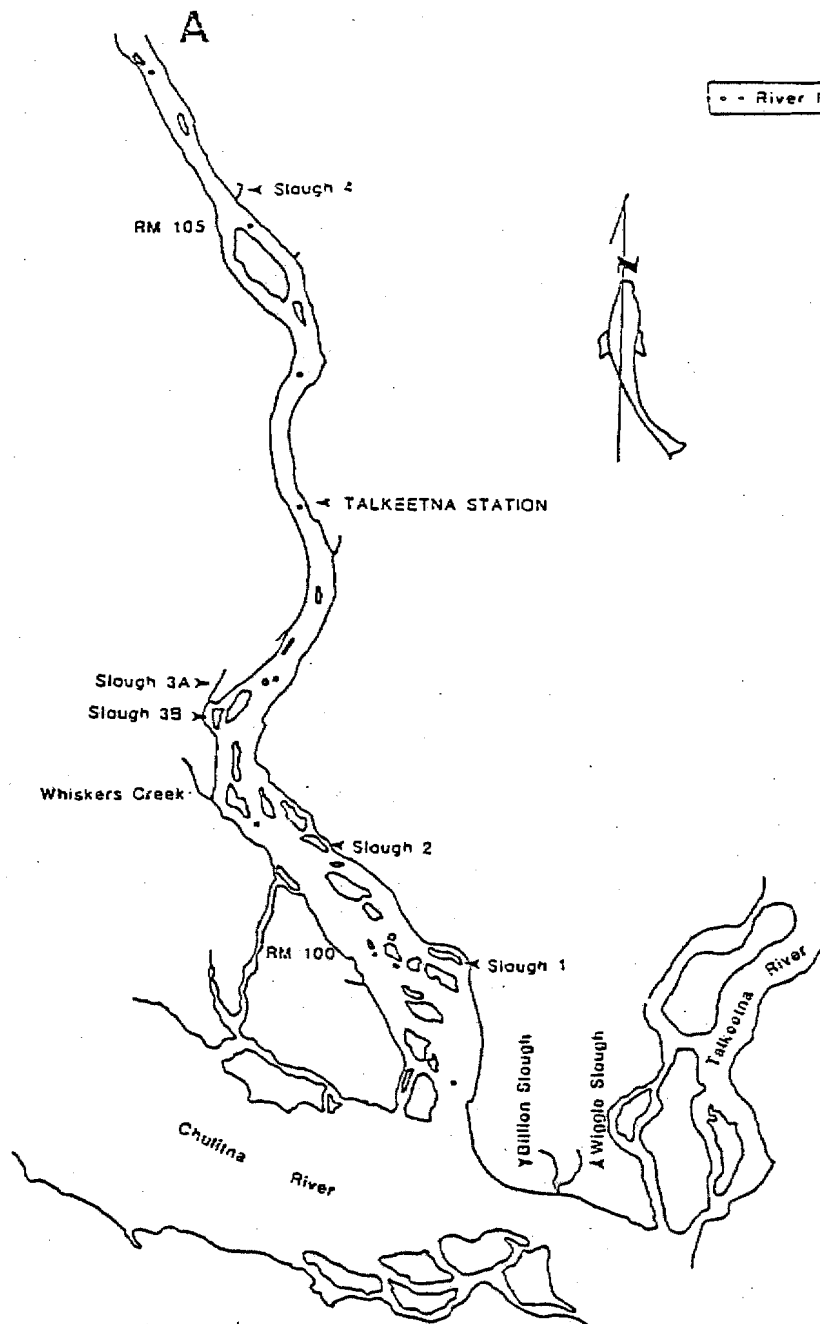 A
River
Slough 4
RM 105
TALKEETNA STATION
Slough 3A
Slough 3B
Whiskers Creek
Slough 2
RM 100
Slough 1
Talkeetna River
Billion Slough
Wiggle Slough
Chulitna
River